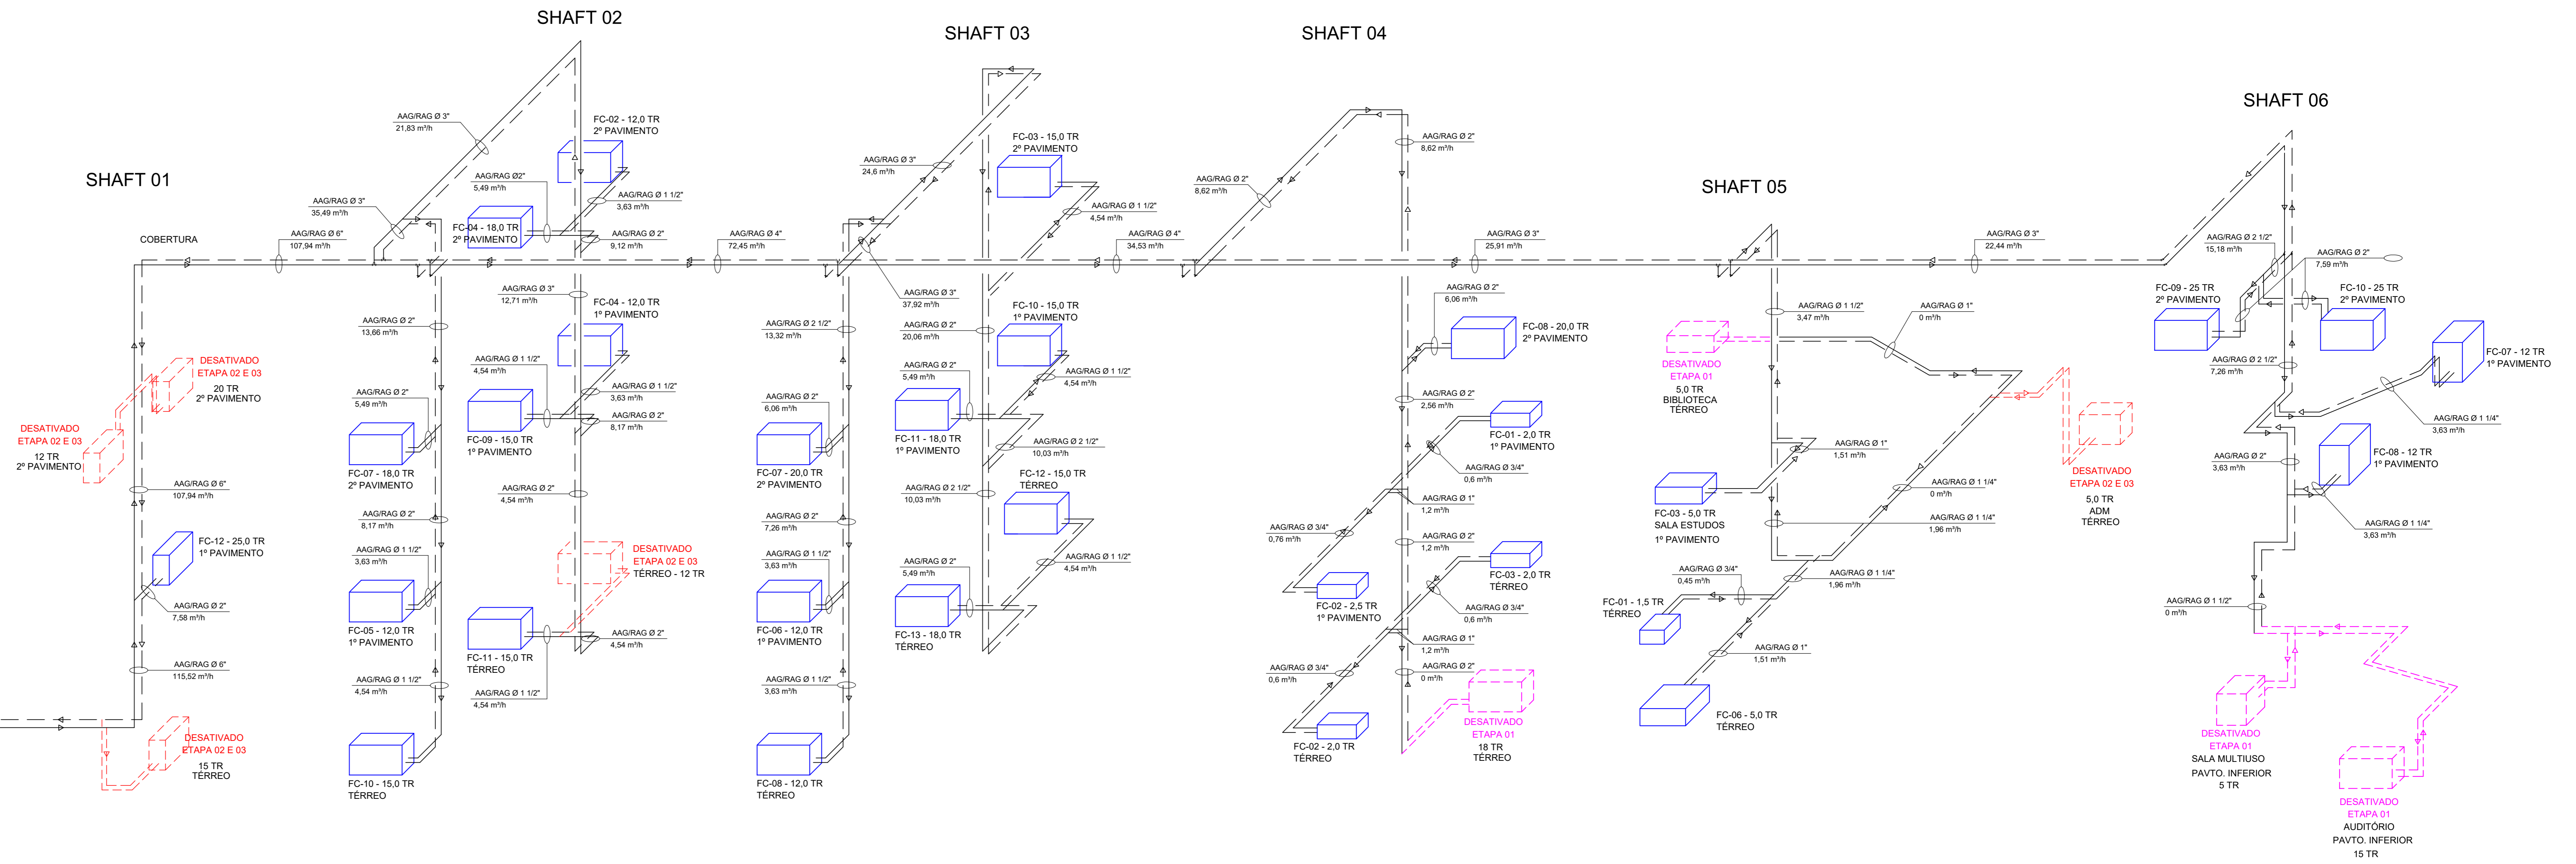 SHAFT 01
COBERTURA
AAG/RAG Ø 6"
107,94 m³/h
DESATIVADO
ETAPA 02 E 03
20 TR
2º PAVIMENTO
DESATIVADO
ETAPA 02 E 03
12 TR
2º PAVIMENTO
AAG/RAG Ø 6"
107,94 m³/h
FC-12 - 25,0 TR
1º PAVIMENTO
AAG/RAG Ø 2"
7,58 m³/h
AAG/RAG Ø 6"
115,52 m³/h
DESATIVADO
ETAPA 02 E 03
15 TR
TÉRREO
SHAFT 02
AAG/RAG Ø 3"
21,83 m³/h
AAG/RAG Ø 3"
35,49 m³/h
FC-02 - 12,0 TR
2º PAVIMENTO
AAG/RAG Ø2"
5,49 m³/h
AAG/RAG Ø 1 1/2"
3,63 m³/h
FC-04 - 18,0 TR
2º PAVIMENTO
AAG/RAG Ø 2"
9,12 m³/h
AAG/RAG Ø 4"
72,45 m³/h
AAG/RAG Ø 3"
12,71 m³/h
FC-04 - 12,0 TR
1º PAVIMENTO
AAG/RAG Ø 2"
13,66 m³/h
AAG/RAG Ø 1 1/2"
4,54 m³/h
AAG/RAG Ø 1 1/2"
3,63 m³/h
AAG/RAG Ø 2"
5,49 m³/h
AAG/RAG Ø 2"
8,17 m³/h
FC-09 - 15,0 TR
1º PAVIMENTO
FC-07 - 18,0 TR
2º PAVIMENTO
AAG/RAG Ø 2"
4,54 m³/h
AAG/RAG Ø 2"
8,17 m³/h
AAG/RAG Ø 1 1/2"
3,63 m³/h
DESATIVADO
ETAPA 02 E 03
TÉRREO - 12 TR
FC-05 - 12,0 TR
1º PAVIMENTO
AAG/RAG Ø 2"
4,54 m³/h
FC-11 - 15,0 TR
TÉRREO
AAG/RAG Ø 1 1/2"
4,54 m³/h
AAG/RAG Ø 1 1/2"
4,54 m³/h
FC-10 - 15,0 TR
TÉRREO
SHAFT 03
FC-03 - 15,0 TR
2º PAVIMENTO
AAG/RAG Ø 3"
24,6 m³/h
AAG/RAG Ø 1 1/2"
4,54 m³/h
AAG/RAG Ø 4"
34,53 m³/h
AAG/RAG Ø 3"
37,92 m³/h
FC-10 - 15,0 TR
1º PAVIMENTO
AAG/RAG Ø 2 1/2"
13,32 m³/h
AAG/RAG Ø 2"
20,06 m³/h
AAG/RAG Ø 2"
5,49 m³/h
AAG/RAG Ø 1 1/2"
4,54 m³/h
AAG/RAG Ø 2"
6,06 m³/h
FC-11 - 18,0 TR
1º PAVIMENTO
AAG/RAG Ø 2 1/2"
10,03 m³/h
FC-07 - 20,0 TR
2º PAVIMENTO
FC-12 - 15,0 TR
TÉRREO
AAG/RAG Ø 2 1/2"
10,03 m³/h
AAG/RAG Ø 2"
7,26 m³/h
AAG/RAG Ø 1 1/2"
3,63 m³/h
AAG/RAG Ø 2"
5,49 m³/h
AAG/RAG Ø 1 1/2"
4,54 m³/h
FC-06 - 12,0 TR
1º PAVIMENTO
FC-13 - 18,0 TR
TÉRREO
AAG/RAG Ø 1 1/2"
3,63 m³/h
FC-08 - 12,0 TR
TÉRREO
SHAFT 04
AAG/RAG Ø 2"
8,62 m³/h
AAG/RAG Ø 2"
8,62 m³/h
AAG/RAG Ø 3"
25,91 m³/h
AAG/RAG Ø 2"
6,06 m³/h
FC-08 - 20,0 TR
2º PAVIMENTO
AAG/RAG Ø 2"
2,56 m³/h
FC-01 - 2,0 TR
1º PAVIMENTO
AAG/RAG Ø 3/4"
0,6 m³/h
AAG/RAG Ø 1"
1,2 m³/h
AAG/RAG Ø 3/4"
0,76 m³/h
AAG/RAG Ø 2"
1,2 m³/h
FC-03 - 2,0 TR
TÉRREO
FC-02 - 2,5 TR
1º PAVIMENTO
AAG/RAG Ø 3/4"
0,6 m³/h
AAG/RAG Ø 1"
1,2 m³/h
AAG/RAG Ø 3/4"
0,6 m³/h
AAG/RAG Ø 2"
0 m³/h
DESATIVADO
ETAPA 01
18 TR
TÉRREO
FC-02 - 2,0 TR
TÉRREO
SHAFT 05
AAG/RAG Ø 3"
22,44 m³/h
AAG/RAG Ø 1 1/2"
3,47 m³/h
AAG/RAG Ø 1"
0 m³/h
DESATIVADO
ETAPA 01
5,0 TR
BIBLIOTECA
TÉRREO
AAG/RAG Ø 1"
1,51 m³/h
DESATIVADO
ETAPA 02 E 03
5,0 TR
ADM
TÉRREO
AAG/RAG Ø 1 1/4"
0 m³/h
FC-03 - 5,0 TR
SALA ESTUDOS
1º PAVIMENTO
AAG/RAG Ø 1 1/4"
1,96 m³/h
AAG/RAG Ø 3/4"
0,45 m³/h
AAG/RAG Ø 1 1/4"
1,96 m³/h
FC-01 - 1,5 TR
TÉRREO
AAG/RAG Ø 1"
1,51 m³/h
FC-06 - 5,0 TR
TÉRREO
SHAFT 06
AAG/RAG Ø 2 1/2"
15,18 m³/h
AAG/RAG Ø 2"
7,59 m³/h
FC-09 - 25 TR
2º PAVIMENTO
FC-10 - 25 TR
2º PAVIMENTO
FC-07 - 12 TR
1º PAVIMENTO
AAG/RAG Ø 2 1/2"
7,26 m³/h
AAG/RAG Ø 1 1/4"
3,63 m³/h
FC-08 - 12 TR
1º PAVIMENTO
AAG/RAG Ø 2"
3,63 m³/h
AAG/RAG Ø 1 1/4"
3,63 m³/h
AAG/RAG Ø 1 1/2"
0 m³/h
DESATIVADO
ETAPA 01
SALA MULTIUSO
PAVTO. INFERIOR
5 TR
DESATIVADO
ETAPA 01
AUDITÓRIO
PAVTO. INFERIOR
15 TR